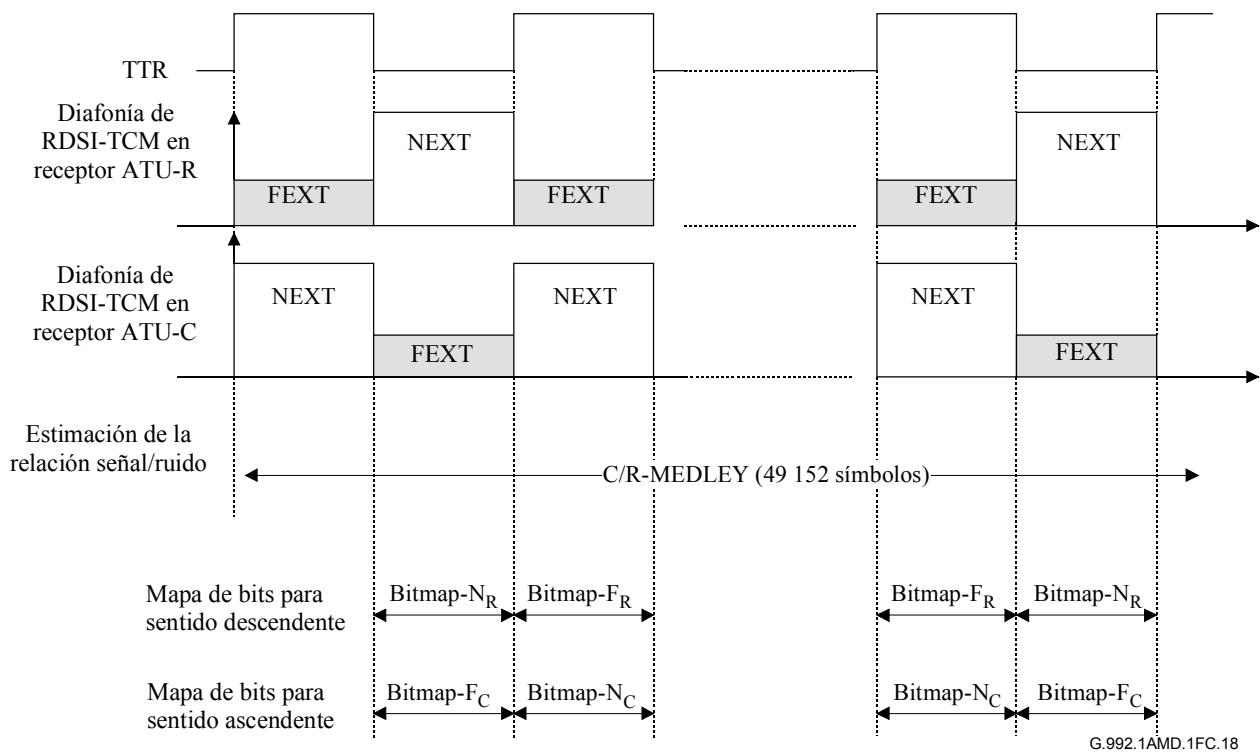 TTR
Diafonía de
RDSI-TCM en
receptor ATU-R
NEXT
NEXT
FEXT
FEXT
FEXT
Diafonía de
RDSI-TCM en
receptor ATU-C
NEXT
NEXT
NEXT
FEXT
FEXT
Estimación de la
relación señal/ruido
C/R-MEDLEY (49 152 símbolos)
Mapa de bits para
sentido descendente
Bitmap-N_R
Bitmap-F_R
Bitmap-F_R
Bitmap-N_R
Mapa de bits para
sentido ascendente
Bitmap-F_C
Bitmap-N_C
Bitmap-N_C
Bitmap-F_C
G.992.1AMD.1FC.18